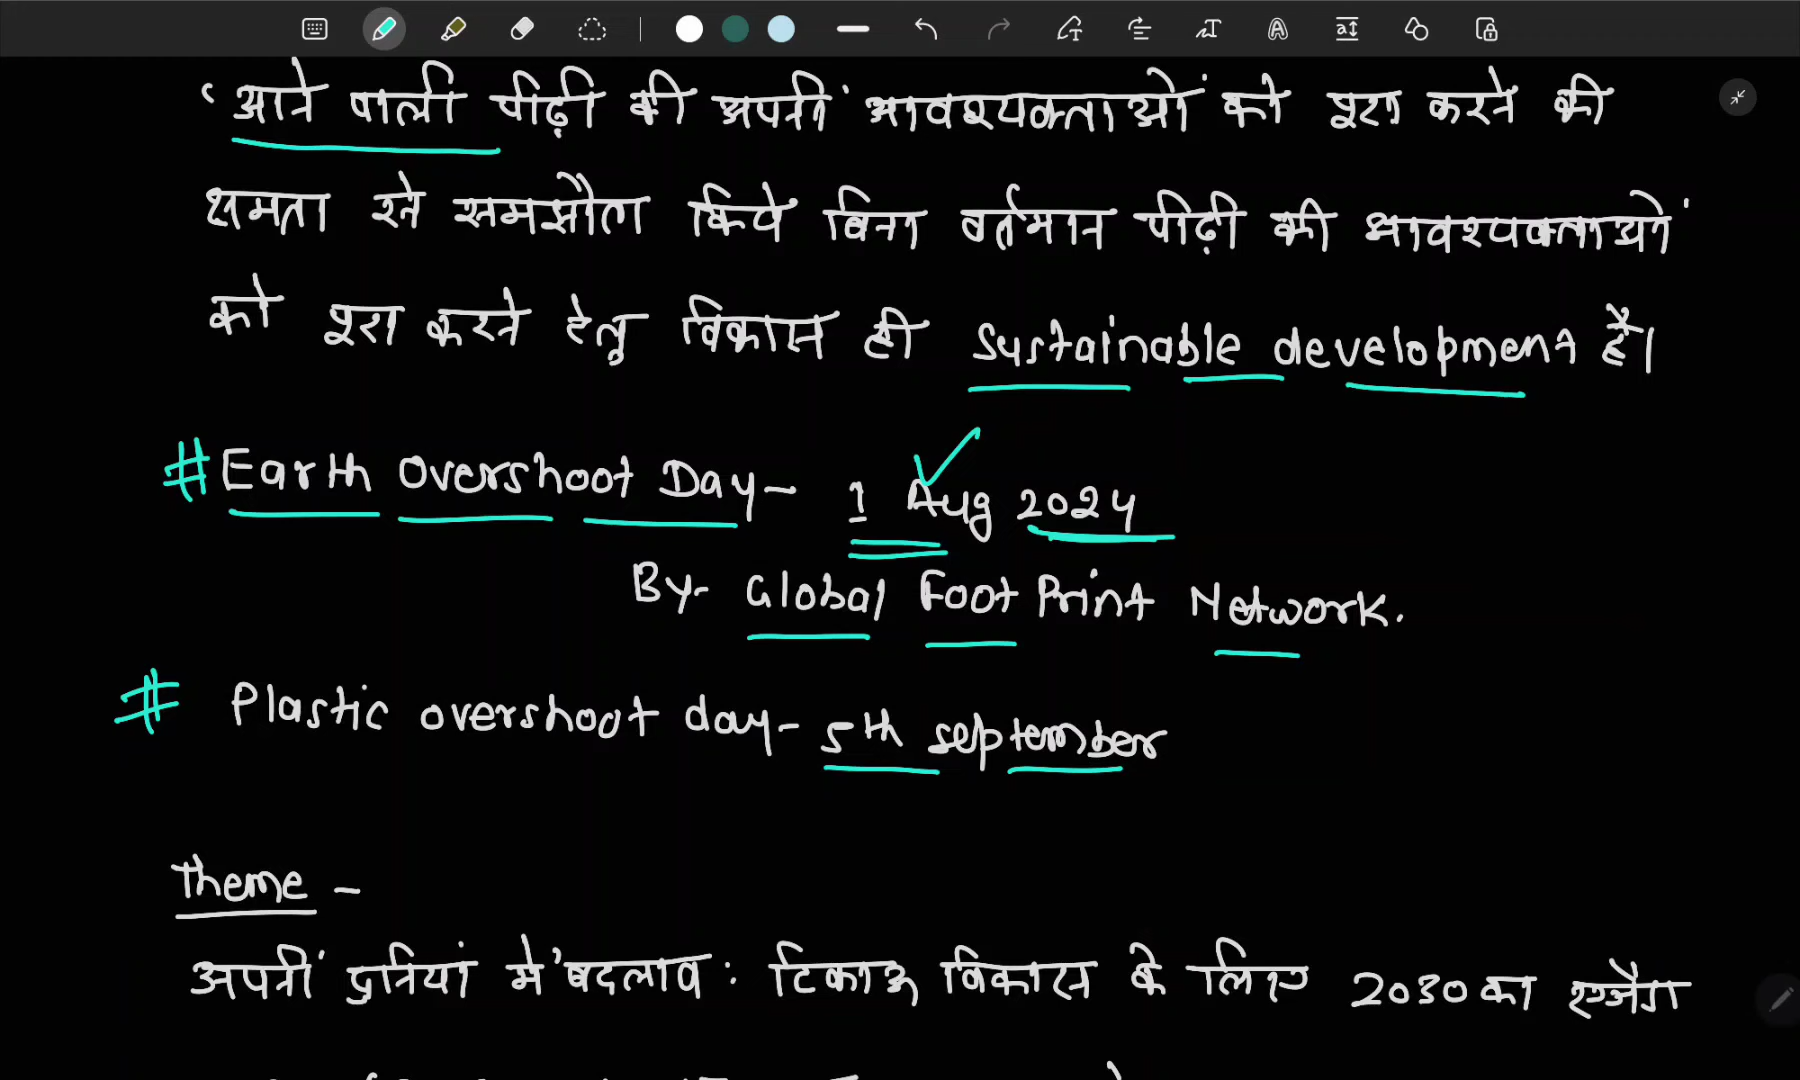 ‘आने वाली पीढ़ी की अपनी आवश्यकताओं को पूरा करने की
क्षमता से समझौता किये बिना वर्तमान पीढ़ी की आवश्यकताओं
को पूरा करने हेतु विकास ही Sustainable development है।
# Earth Overshoot Day - 1 Aug 2024
By - Global Foot Print Network.
# Plastic overshoot day - 5th september
Theme -
अपनी दुनियां में बदलाव : टिकाऊ विकास के लिए 2030 का एजेंडा